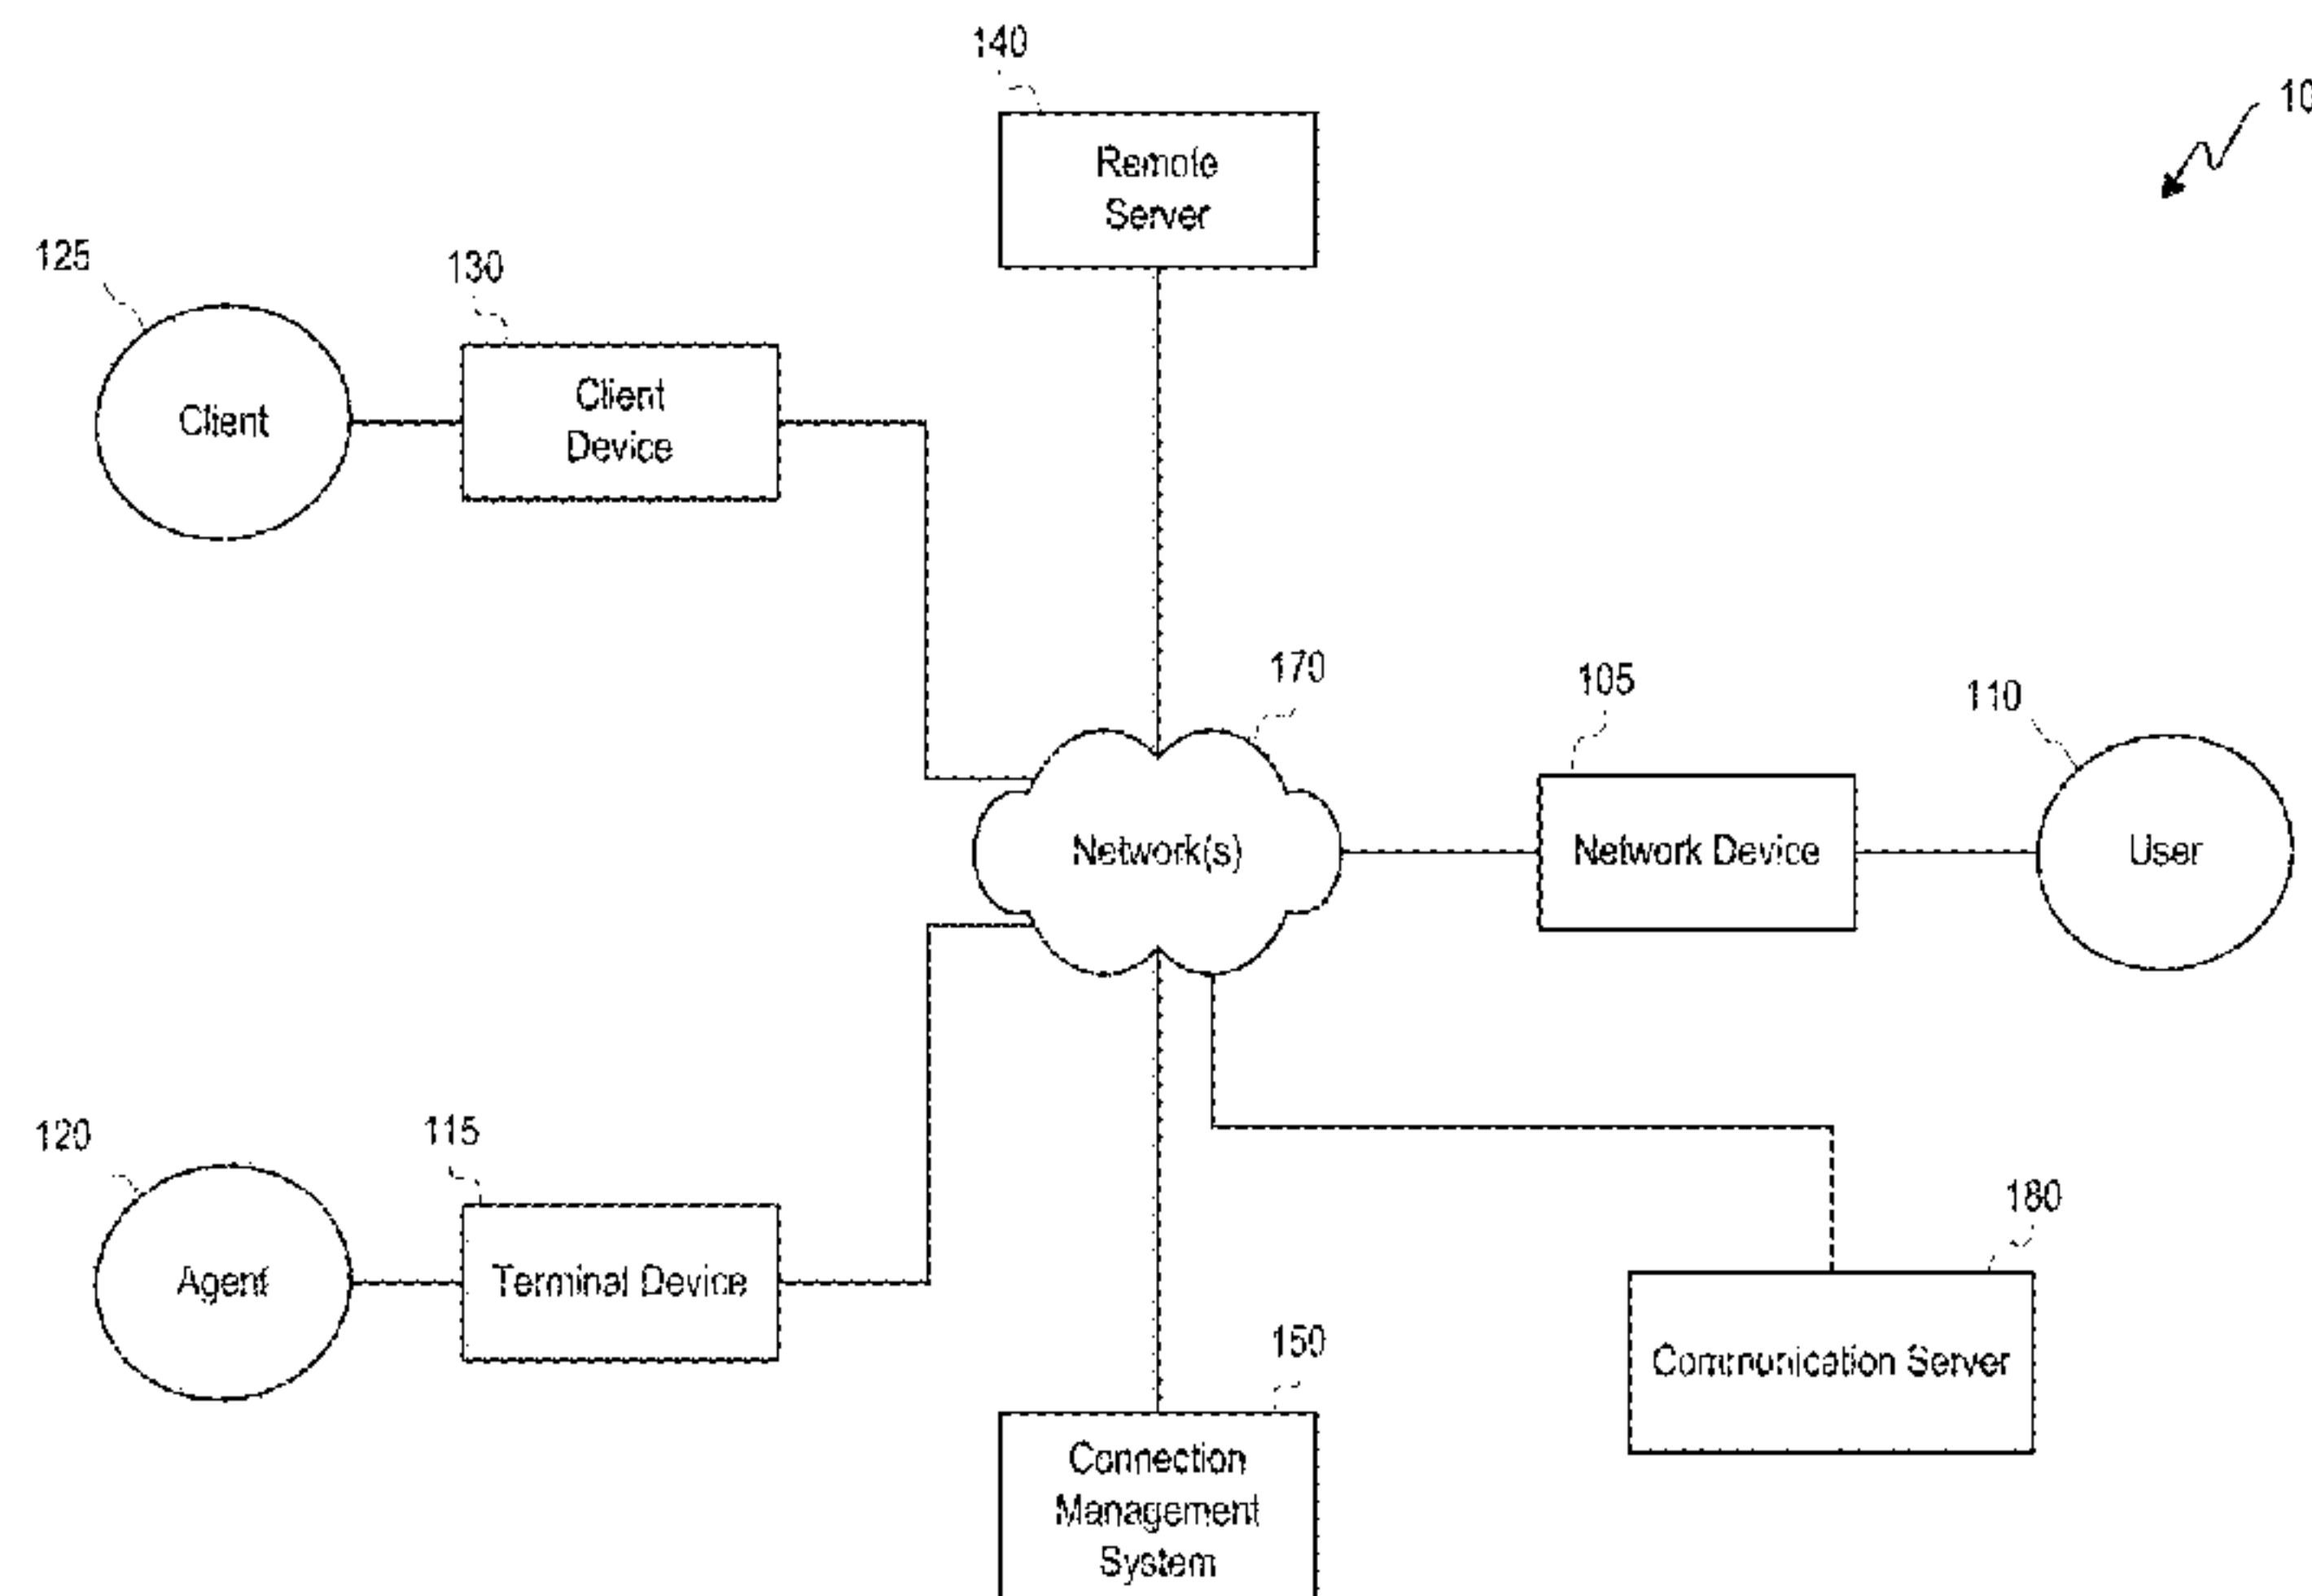 140
10
Remote
Server
125
130
Client
Client
Device
170
105
110
Network(s)
Network Device
User
120
115
180
Agent
Terminal Device
150
Communication Server
Connection
Management
System